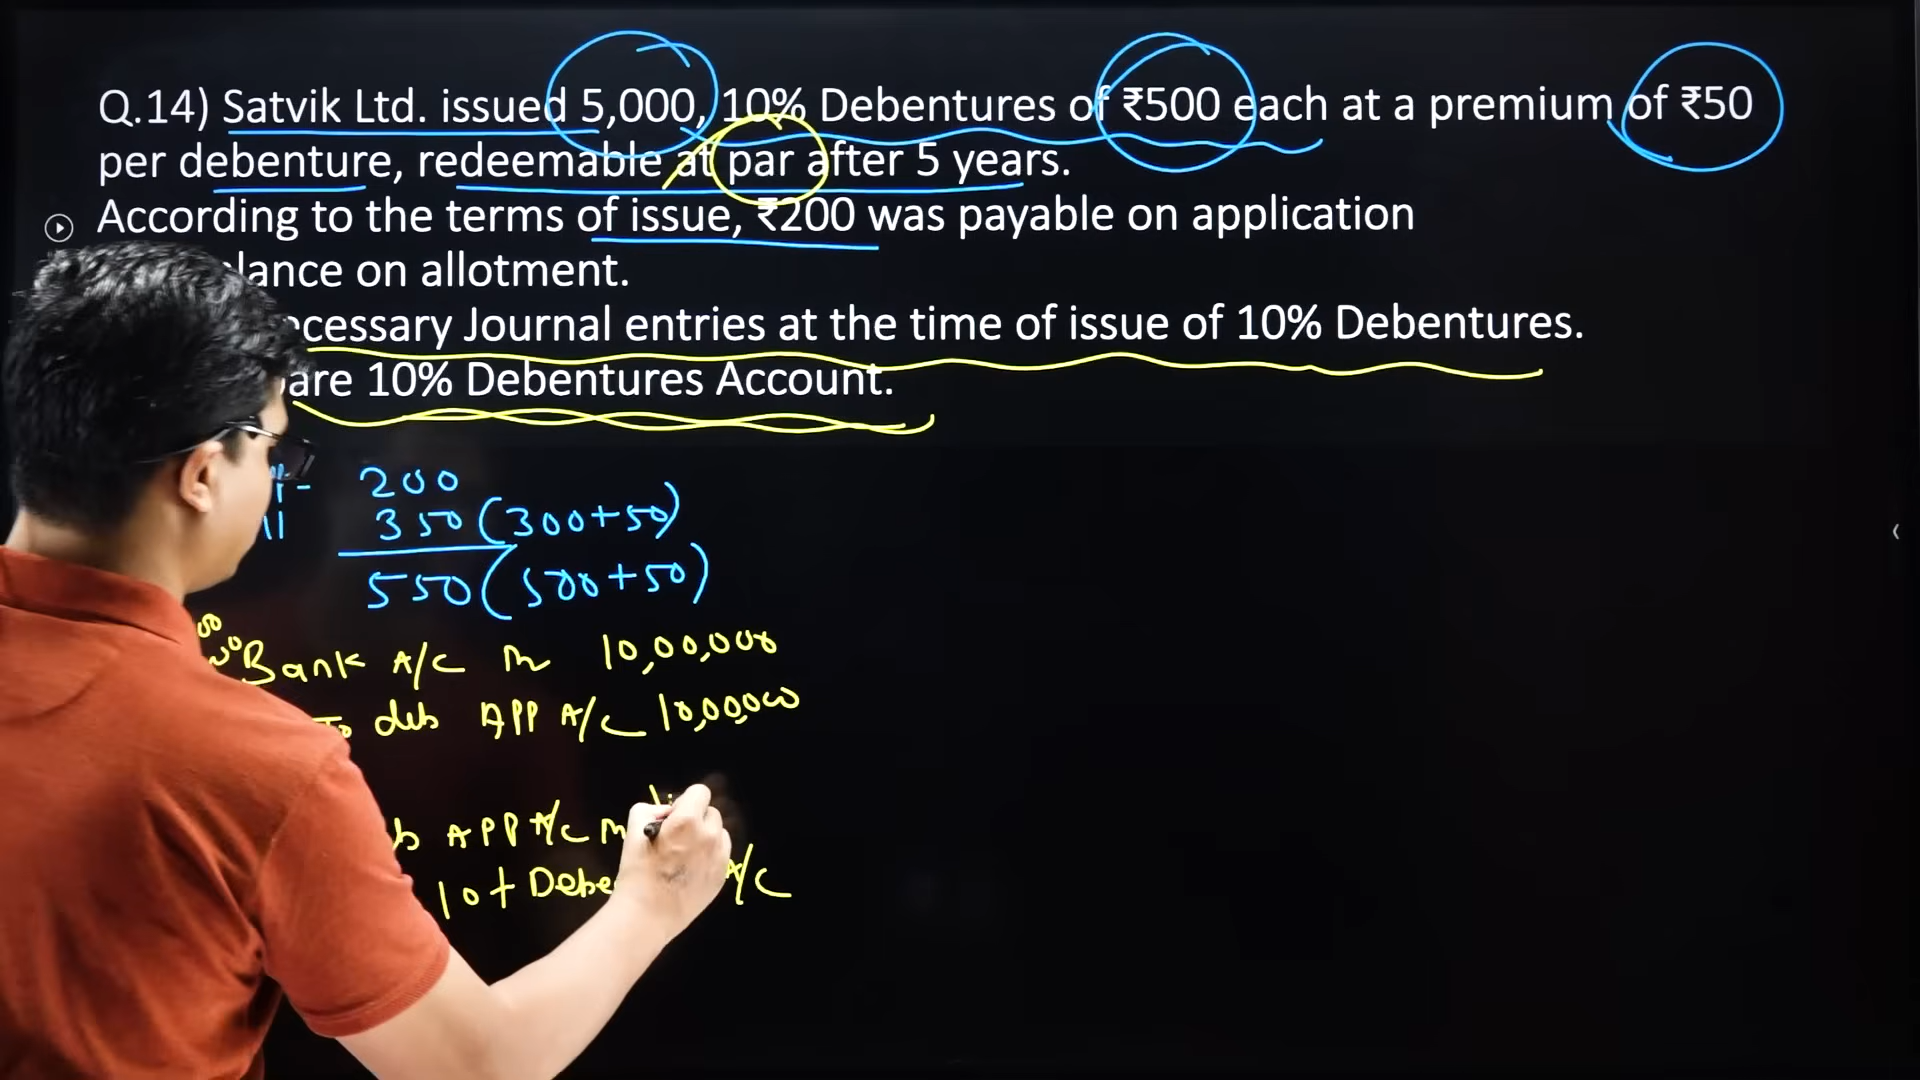 Q.14) Satvik Ltd. issued 5,000, 10% Debentures of ₹500 each at a premium of ₹50
per debenture, redeemable at par after 5 years.
According to the terms of issue, ₹200 was payable on application
lance on allotment.
cessary Journal entries at the time of issue of 10% Debentures.
are 10% Debentures Account.
200
350 (300+50)
550 (500+50)
Bank A/C 10,00,000
To deb APP A/C 10,00,000
b APP A/C
10% Debe A/C